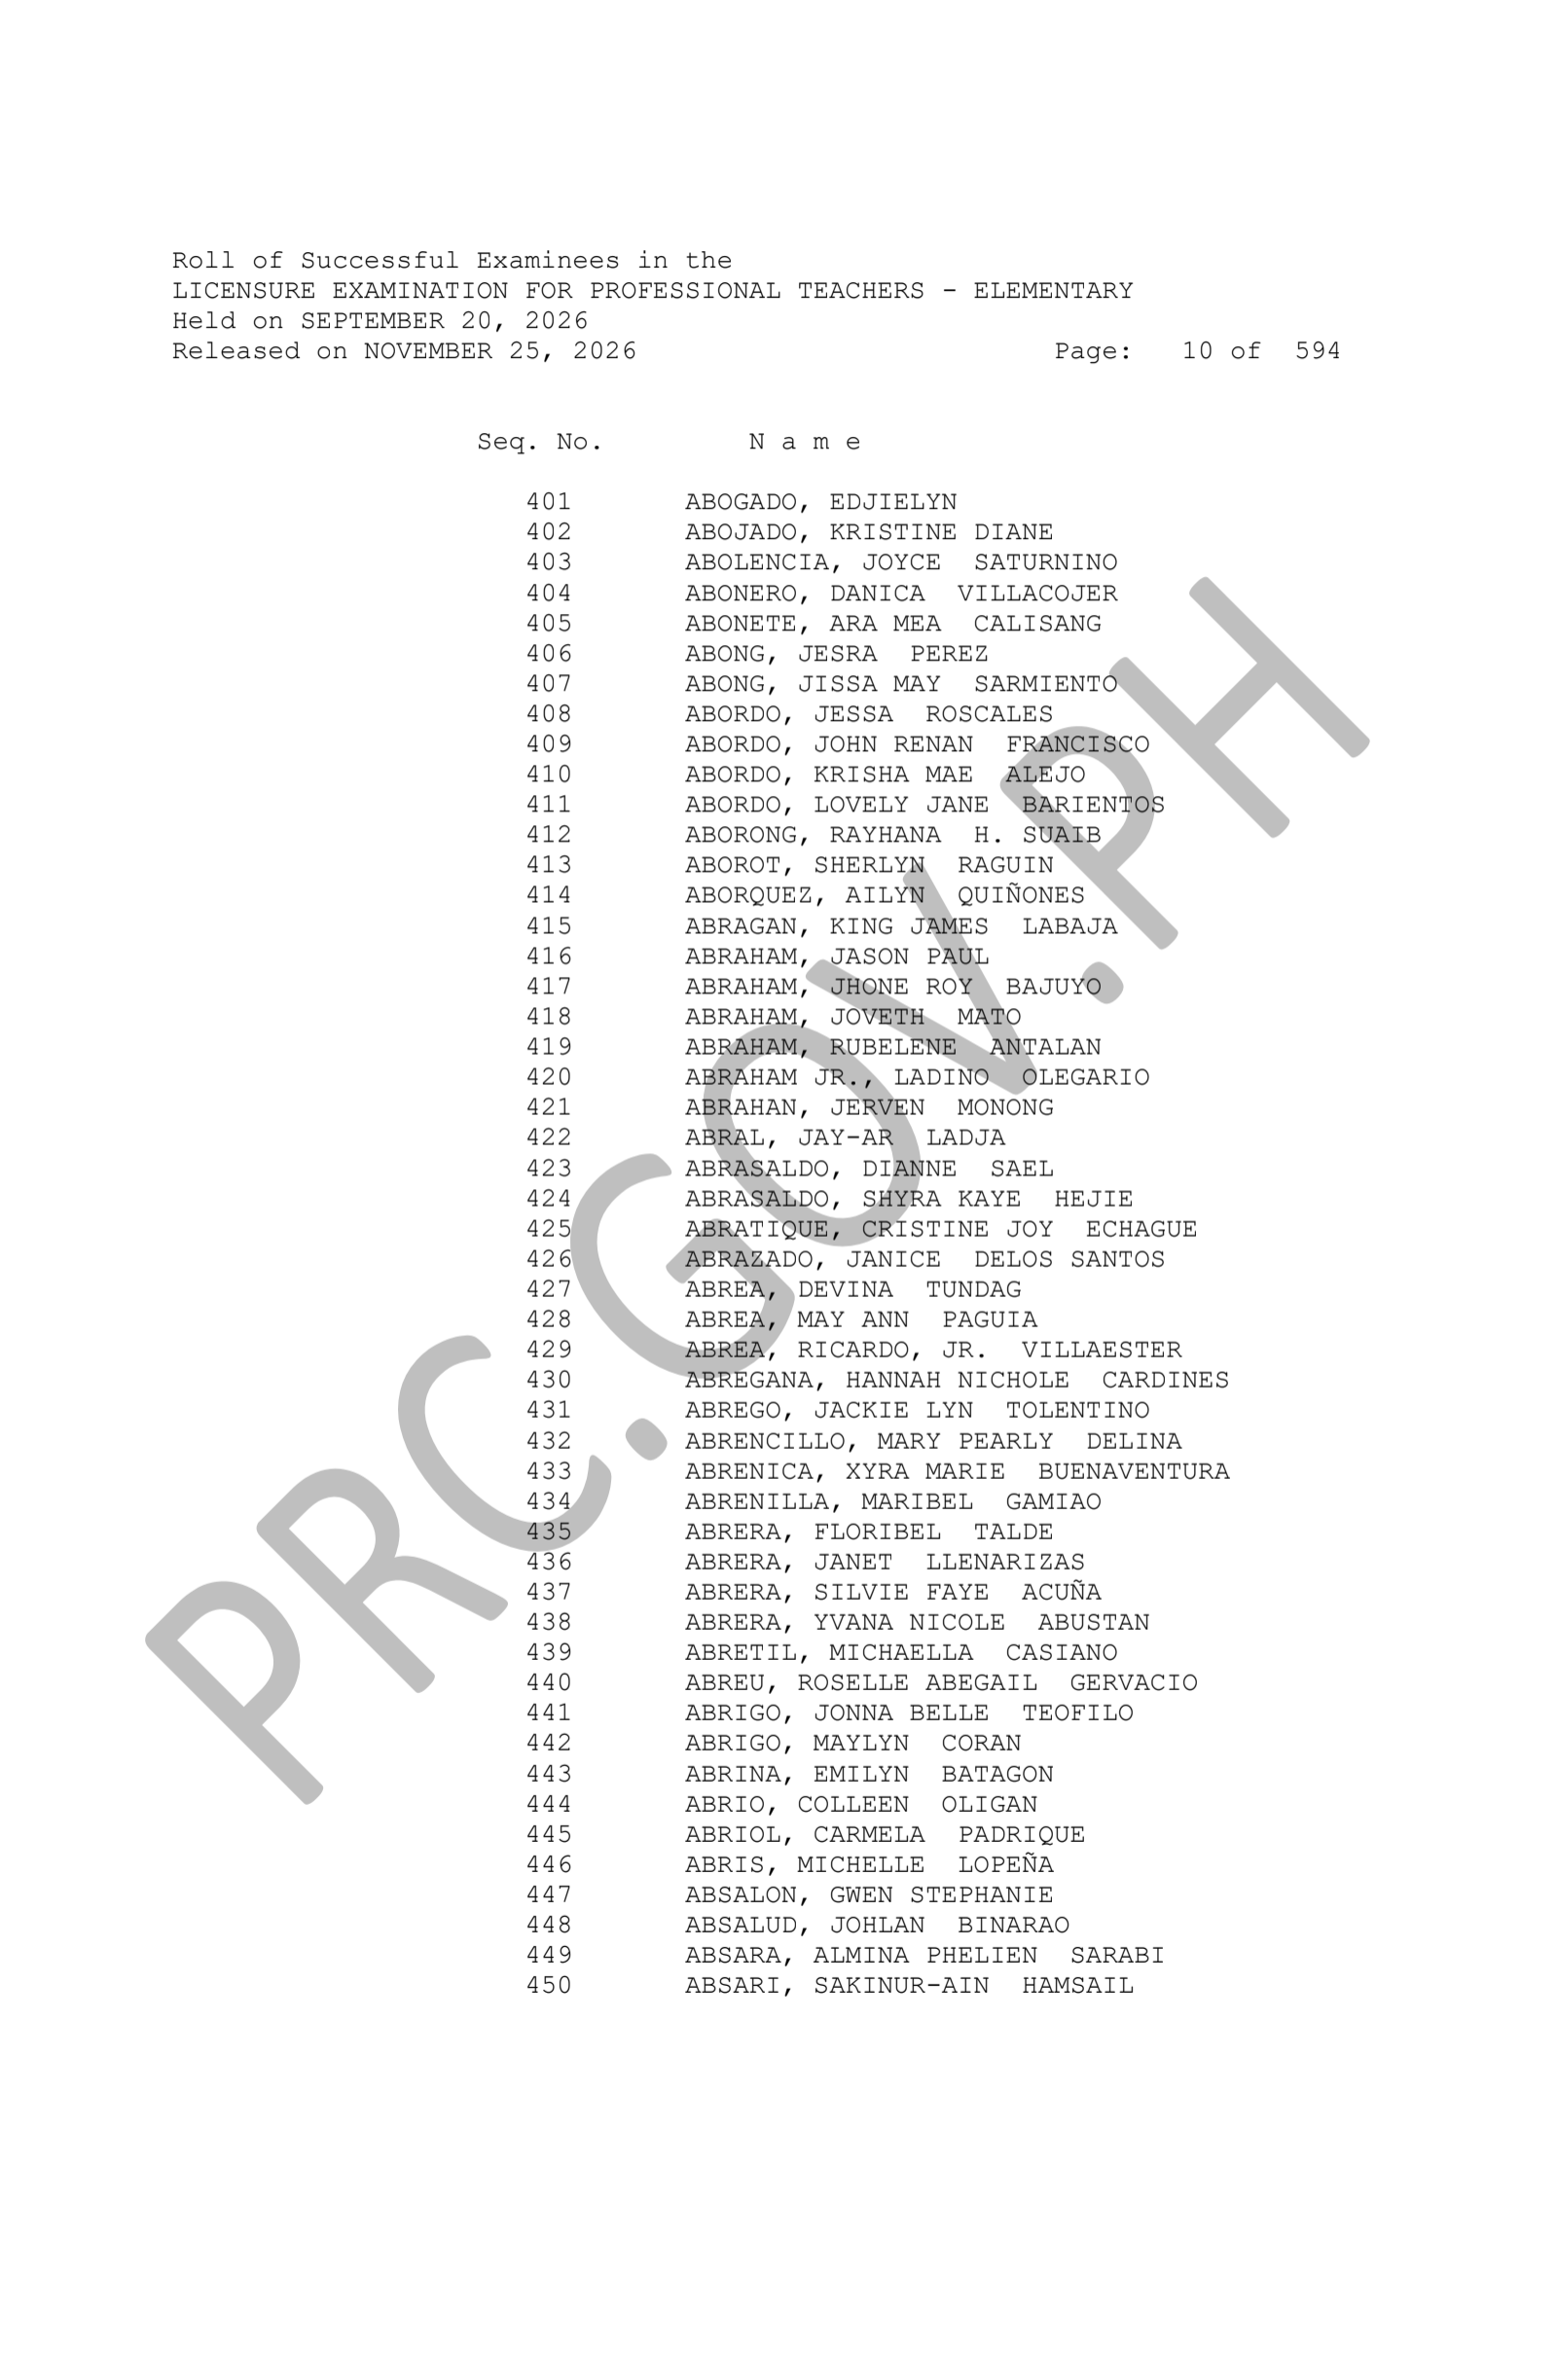 Roll of Successful Examinees in the
LICENSURE EXAMINATION FOR PROFESSIONAL TEACHERS - ELEMENTARY
Held on SEPTEMBER 20, 2026
Released on NOVEMBER 25, 2026 Page: 10 of 594
Seq. No. N a m e
401 ABOGADO, EDJIELYN
402 ABOJADO, KRISTINE DIANE
403 ABOLENCIA, JOYCE SATURNINO
404 ABONERO, DANICA VILLACOJER
405 ABONETE, ARA MEA CALISANG
406 ABONG, JESRA PEREZ
407 ABONG, JISSA MAY SARMIENTO
408 ABORDO, JESSA ROSCALES
409 ABORDO, JOHN RENAN FRANCISCO
410 ABORDO, KRISHA MAE ALEJO
411 ABORDO, LOVELY JANE BARIENTOS
412 ABORONG, RAYHANA H. SUAIB
413 ABOROT, SHERLYN RAGUIN
414 ABORQUEZ, AILYN QUIÑONES
415 ABRAGAN, KING JAMES LABAJA
416 ABRAHAM, JASON PAUL
417 ABRAHAM, JHONE ROY BAJUYO
418 ABRAHAM, JOVETH MATO
419 ABRAHAM, RUBELENE ANTALAN
420 ABRAHAM JR., LADINO OLEGARIO
421 ABRAHAN, JERVEN MONONG
422 ABRAL, JAY-AR LADJA
423 ABRASALDO, DIANNE SAEL
424 ABRASALDO, SHYRA KAYE HEJIE
425 ABRATIQUE, CRISTINE JOY ECHAGUE
426 ABRAZADO, JANICE DELOS SANTOS
427 ABREA, DEVINA TUNDAG
428 ABREA, MAY ANN PAGUIA
429 ABREA, RICARDO, JR. VILLAESTER
430 ABREGANA, HANNAH NICHOLE CARDINES
431 ABREGO, JACKIE LYN TOLENTINO
432 ABRENCILLO, MARY PEARLY DELINA
433 ABRENICA, XYRA MARIE BUENAVENTURA
434 ABRENILLA, MARIBEL GAMIAO
435 ABRERA, FLORIBEL TALDE
436 ABRERA, JANET LLENARIZAS
437 ABRERA, SILVIE FAYE ACUÑA
438 ABRERA, YVANA NICOLE ABUSTAN
439 ABRETIL, MICHAELLA CASIANO
440 ABREU, ROSELLE ABEGAIL GERVACIO
441 ABRIGO, JONNA BELLE TEOFILO
442 ABRIGO, MAYLYN CORAN
443 ABRINA, EMILYN BATAGON
444 ABRIO, COLLEEN OLIGAN
445 ABRIOL, CARMELA PADRIQUE
446 ABRIS, MICHELLE LOPEÑA
447 ABSALON, GWEN STEPHANIE
448 ABSALUD, JOHLAN BINARAO
449 ABSARA, ALMINA PHELIEN SARABI
450 ABSARI, SAKINUR-AIN HAMSAIL
PRC.GOV.PH